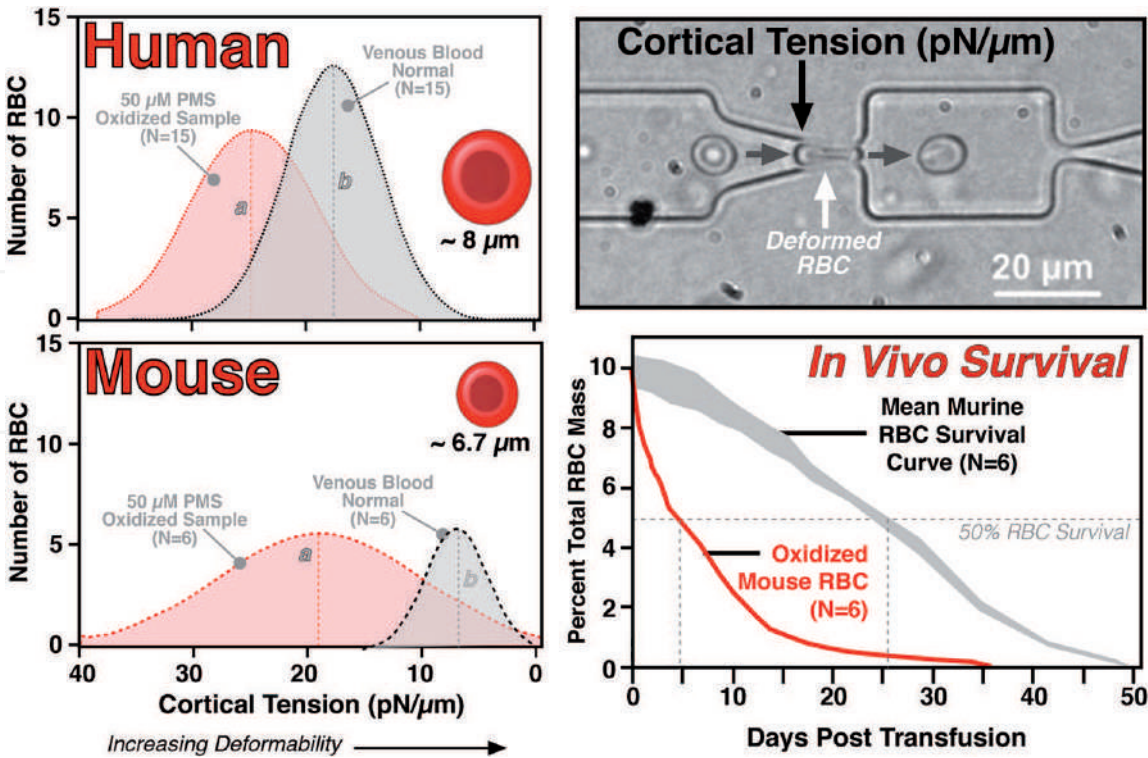 Human
15
10
5
0
Number of RBC
50 µM PMS
Oxidized Sample
(N=15)
Venous Blood
Normal
(N=15)
a
b
~ 8 µm
40
30
20
10
0
Mouse
15
10
5
0
Number of RBC
50 µM PMS
Oxidized Sample
(N=6)
Venous Blood
Normal
(N=6)
a
b
~ 6.7 µm
40
30
20
10
0
Cortical Tension (pN/µm)
Increasing Deformability
Cortical Tension (pN/µm)
Deformed
RBC
20 µm
In Vivo Survival
10
8
6
4
2
0
Percent Total RBC Mass
Mean Murine
RBC Survival
Curve (N=6)
50% RBC Survival
Oxidized
Mouse RBC
(N=6)
0
10
20
30
40
50
Days Post Transfusion